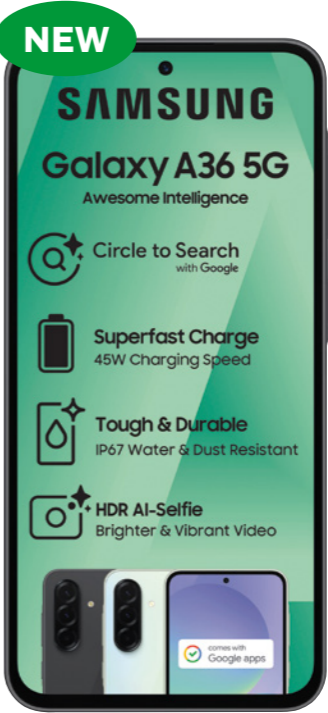 NEW
SAMSUNG
Galaxy A36 5G
Awesome Intelligence
Circle to Search
with Google
Superfast Charge
45W Charging Speed
Tough & Durable
IP67 Water & Dust Resistant
HDR AI-Selfie
Brighter & Vibrant Video
comes with
Google apps